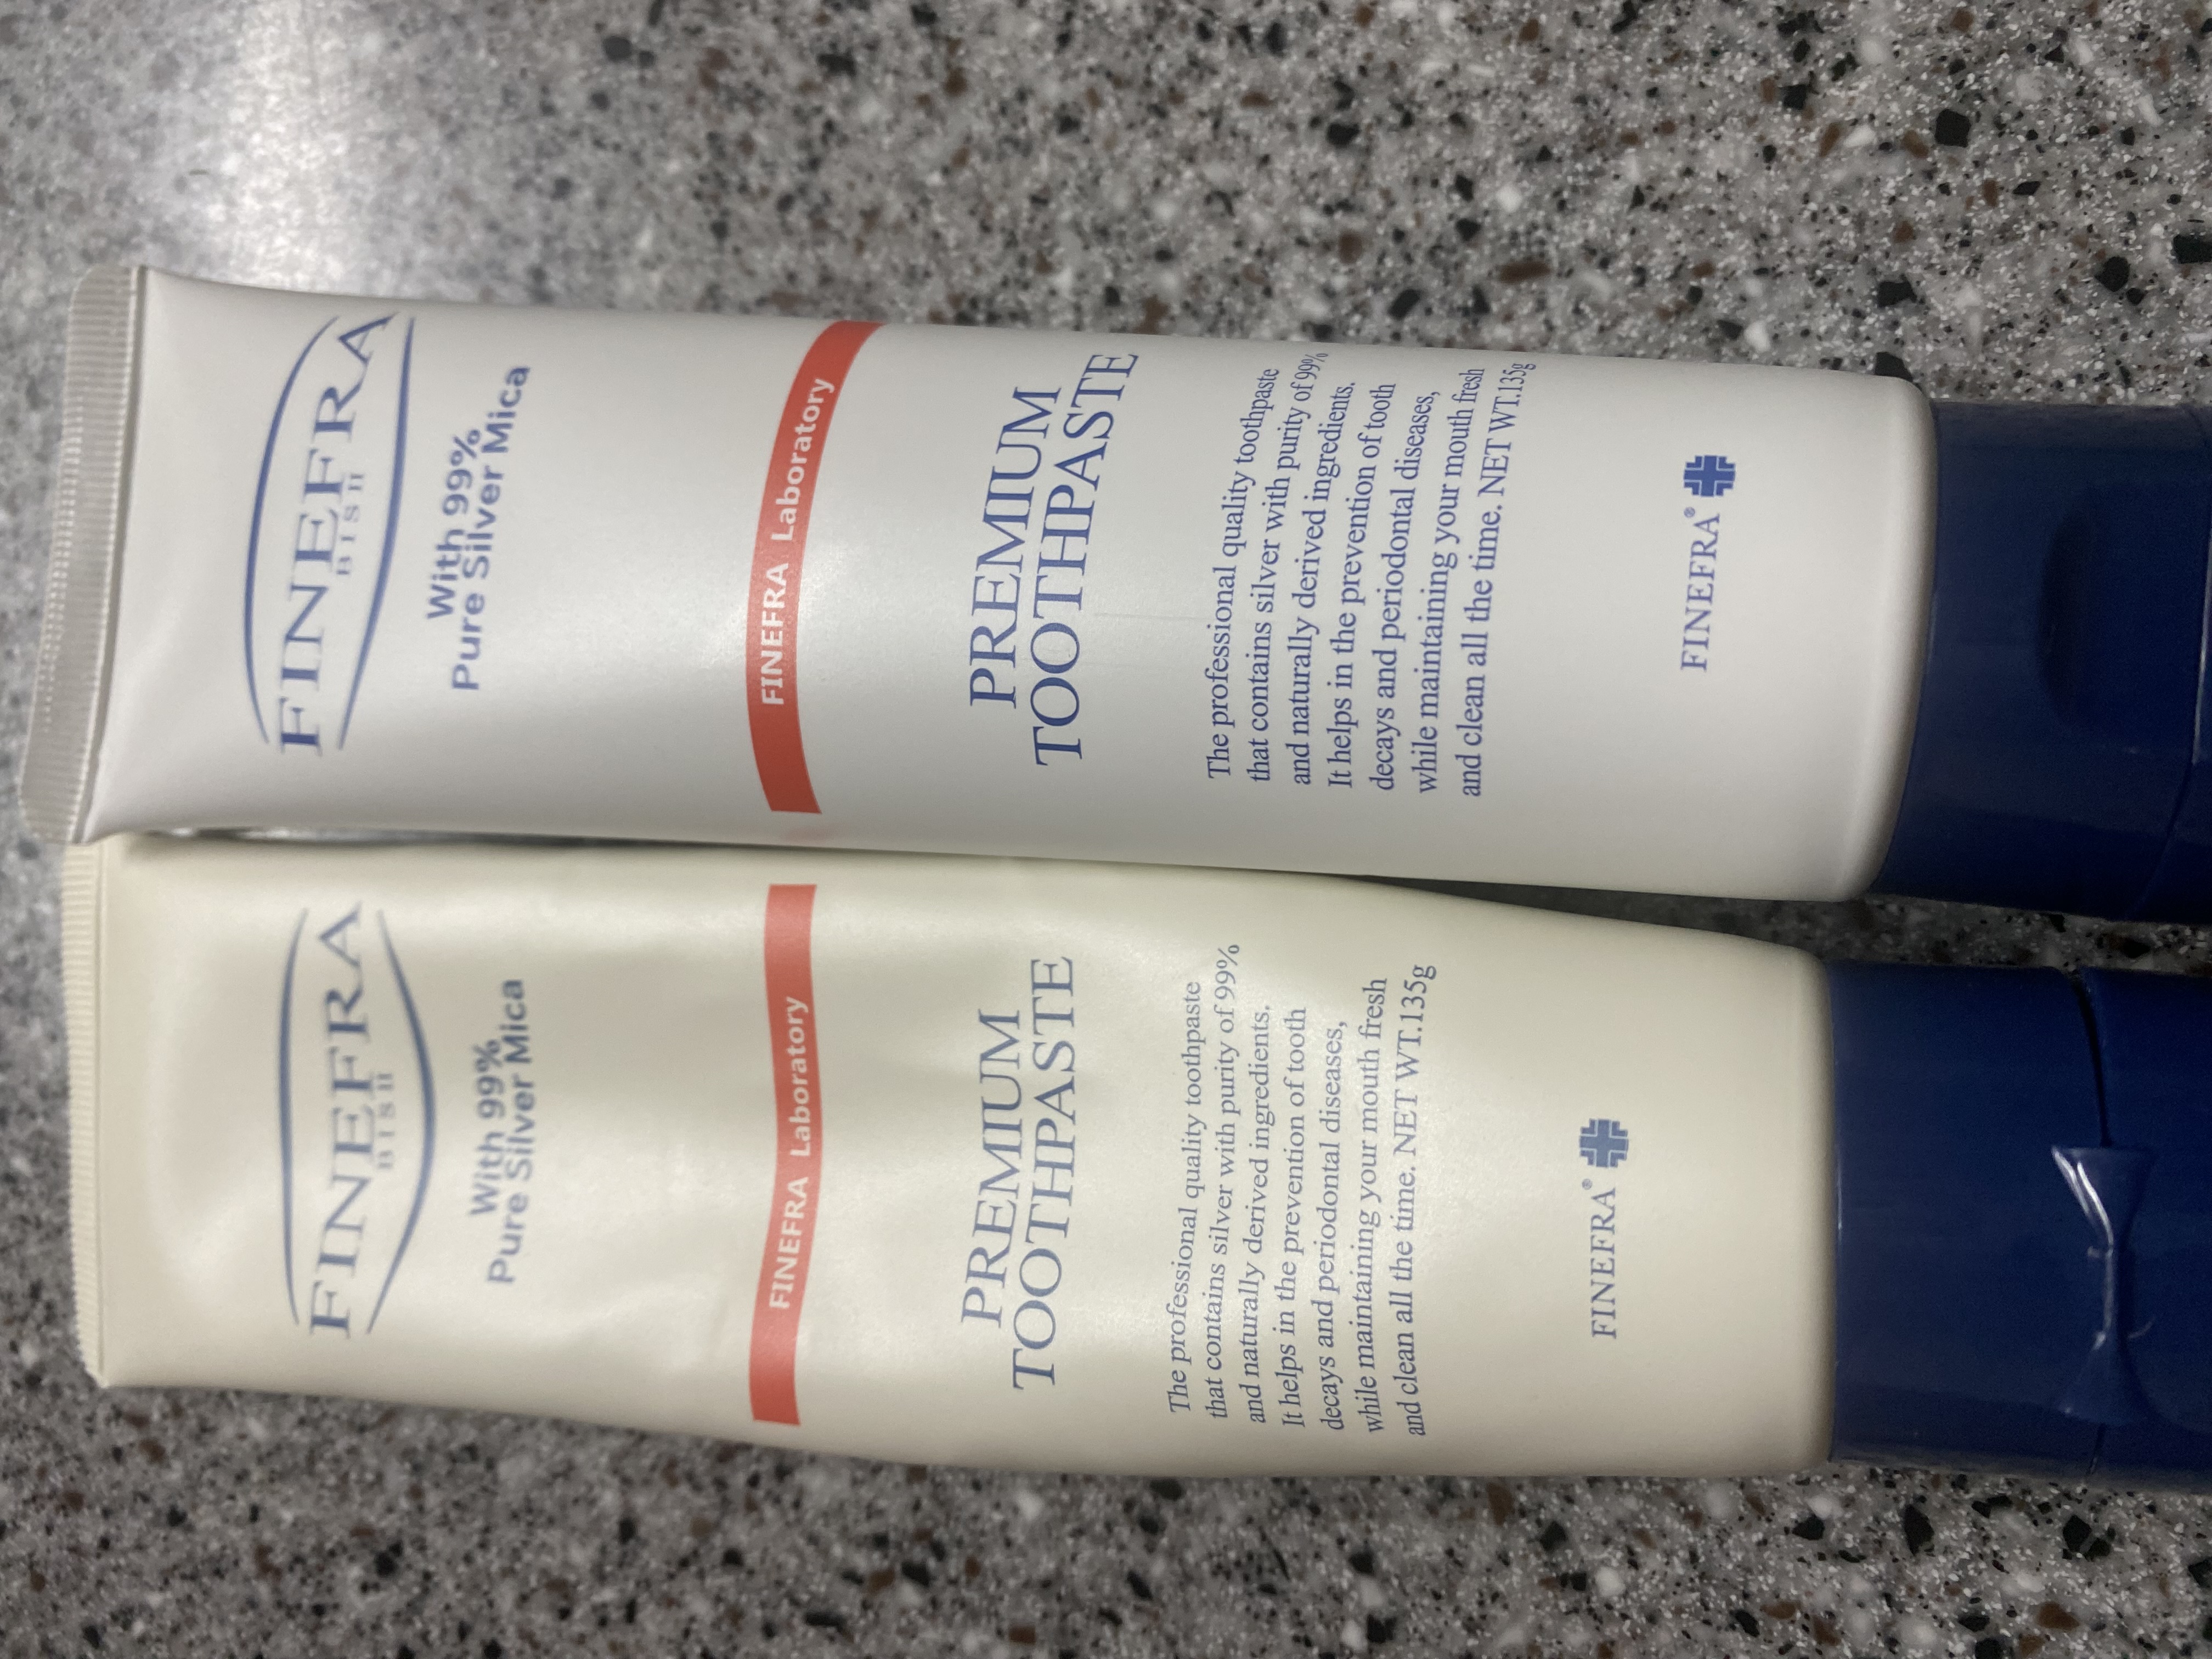 FINEFRA
BISH
With 99%
Pure Silver Mica
FINEFRA Laboratory
PREMIUM
TOOTHPASTE
The professional quality toothpaste
that contains silver with purity of 99%
and naturally derived ingredients.
It helps in the prevention of tooth
decays and periodontal diseases,
while maintaining your mouth fresh
and clean all the time. NET WT.135g
FINEFRA®
FINEFRA
BISH
With 99%
Pure Silver Mica
FINEFRA Laboratory
PREMIUM
TOOTHPASTE
The professional quality toothpaste
that contains silver with purity of 99%
and naturally derived ingredients.
It helps in the prevention of tooth
decays and periodontal diseases,
while maintaining your mouth fresh
and clean all the time. NET WT.135g
FINEFRA®